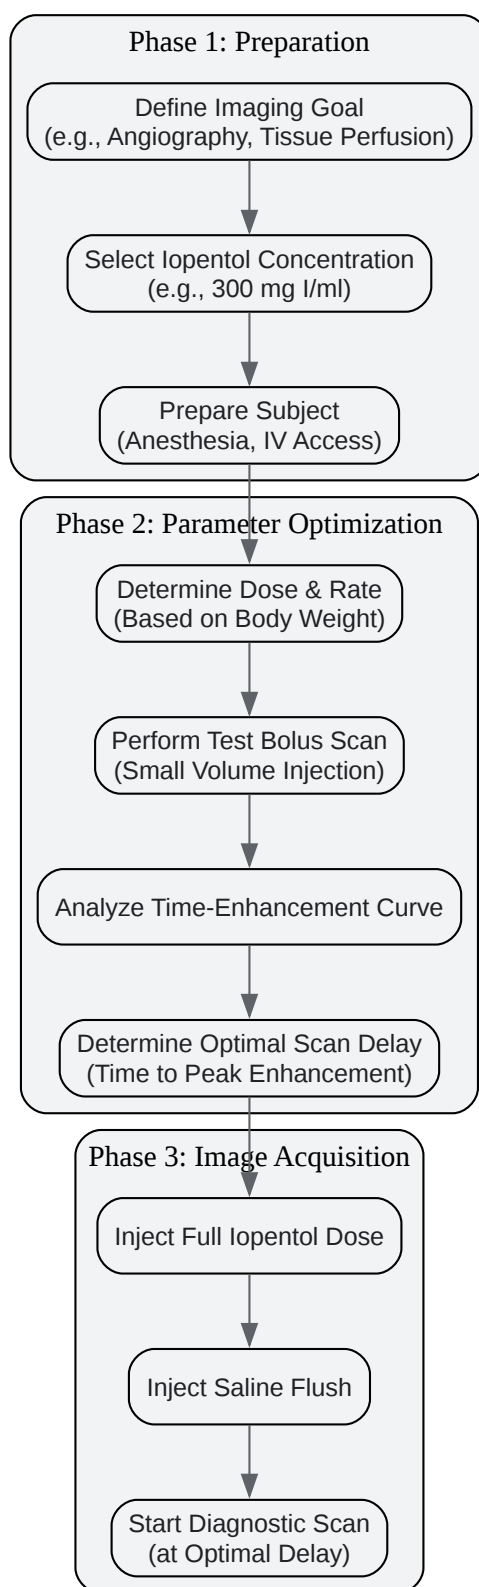 Phase 1: Preparation
Define Imaging Goal
(e.g., Angiography, Tissue Perfusion)
Select Iopentol Concentration
(e.g., 300 mg I/ml)
Prepare Subject
(Anesthesia, IV Access)
Phase 2: Parameter Optimization
Determine Dose & Rate
(Based on Body Weight)
Perform Test Bolus Scan
(Small Volume Injection)
Analyze Time-Enhancement Curve
Determine Optimal Scan Delay
(Time to Peak Enhancement)
Phase 3: Image Acquisition
Inject Full Iopentol Dose
Inject Saline Flush
Start Diagnostic Scan
(at Optimal Delay)